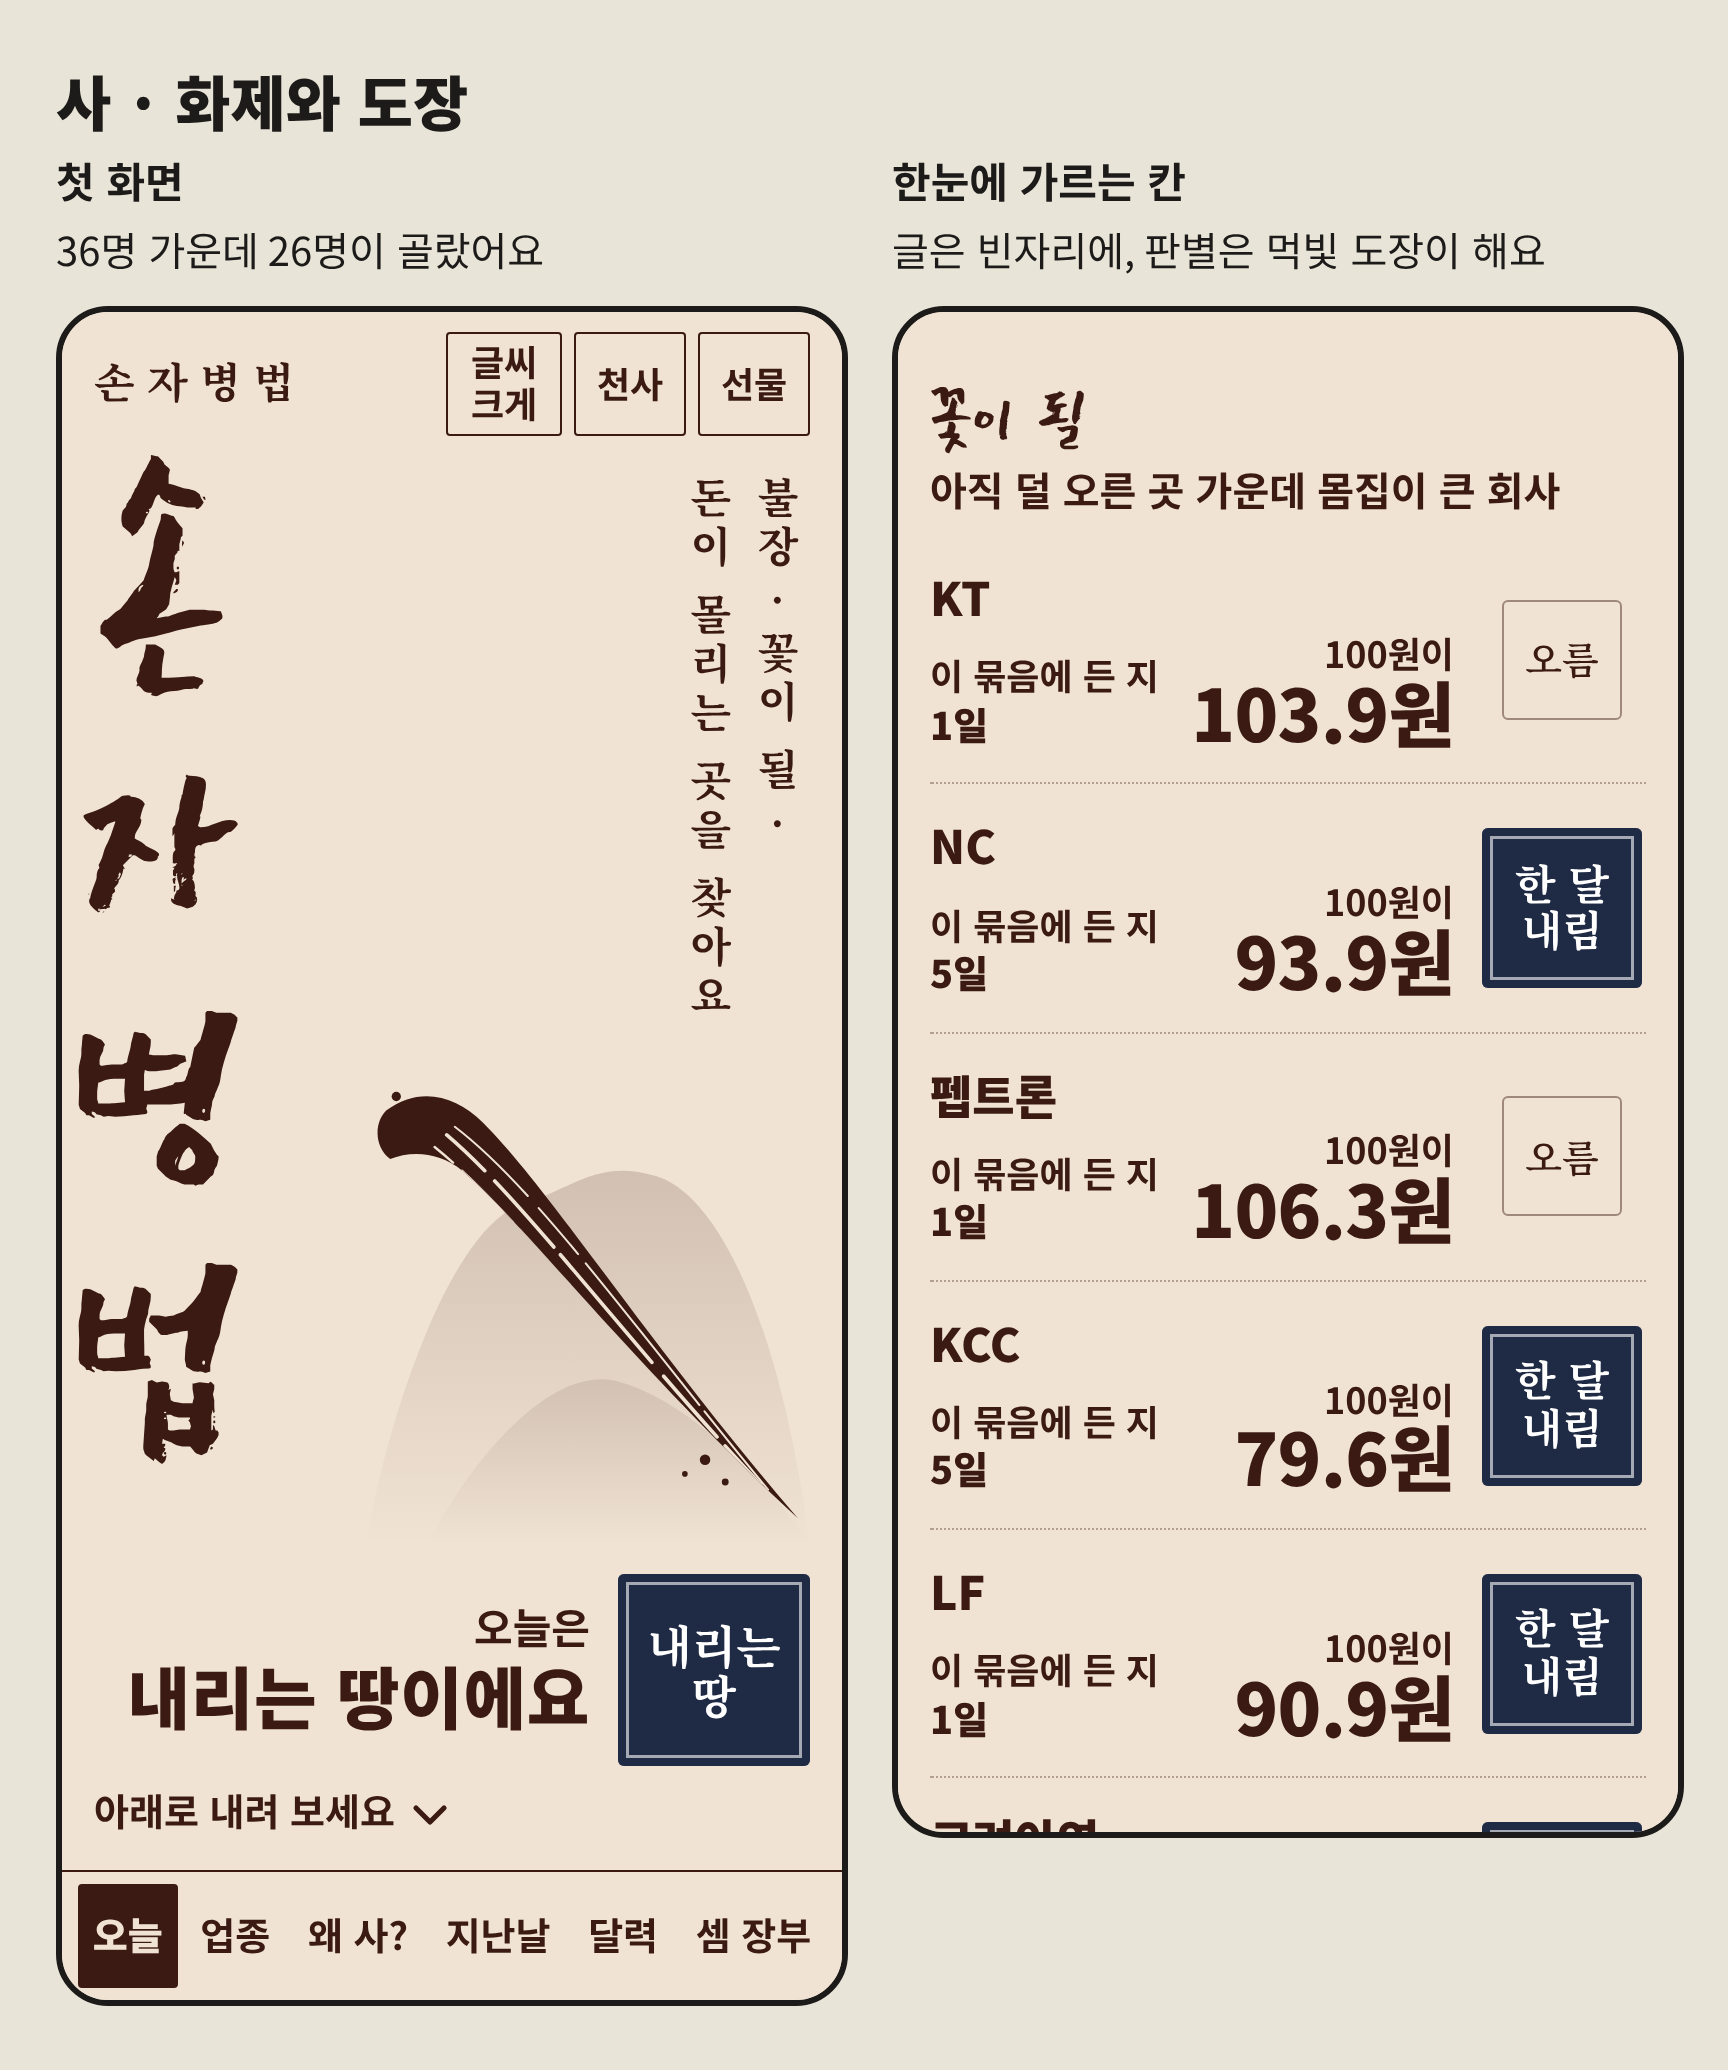 사 · 화제와 도장
첫 화면
36명 가운데 26명이 골랐어요
손자병법
글씨
크게
천사
선물
손자병법
불장 · 꽃이 될 ·
돈이 몰리는 곳을 찾아요
오늘은
내리는 땅이에요
내리는
땅
아래로 내려 보세요
오늘
업종
왜 사?
지난날
달력
셈 장부
한눈에 가르는 칸
글은 빈자리에, 판별은 먹빛 도장이 해요
꽃이 될
아직 덜 오른 곳 가운데 몸집이 큰 회사
KT
이 묶음에 든 지
1일
100원이
103.9원
오름
NC
이 묶음에 든 지
5일
100원이
93.9원
한 달
내림
펩트론
이 묶음에 든 지
1일
100원이
106.3원
오름
KCC
이 묶음에 든 지
5일
100원이
79.6원
한 달
내림
LF
이 묶음에 든 지
1일
100원이
90.9원
한 달
내림